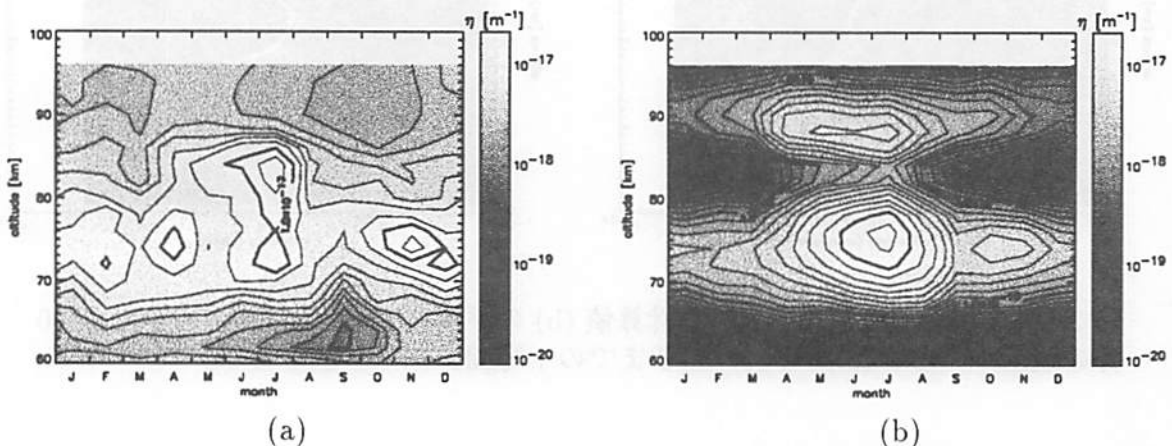 η [m⁻¹]
100
90
80
70
60
altitude [km]
J F M A M J J A S O N D
month
10⁻¹⁷
10⁻¹⁸
10⁻¹⁹
10⁻²⁰
(a)
η [m⁻¹]
100
90
80
70
60
altitude [km]
J F M A M J J A S O N D
month
10⁻¹⁷
10⁻¹⁸
10⁻¹⁹
10⁻²⁰
(b)